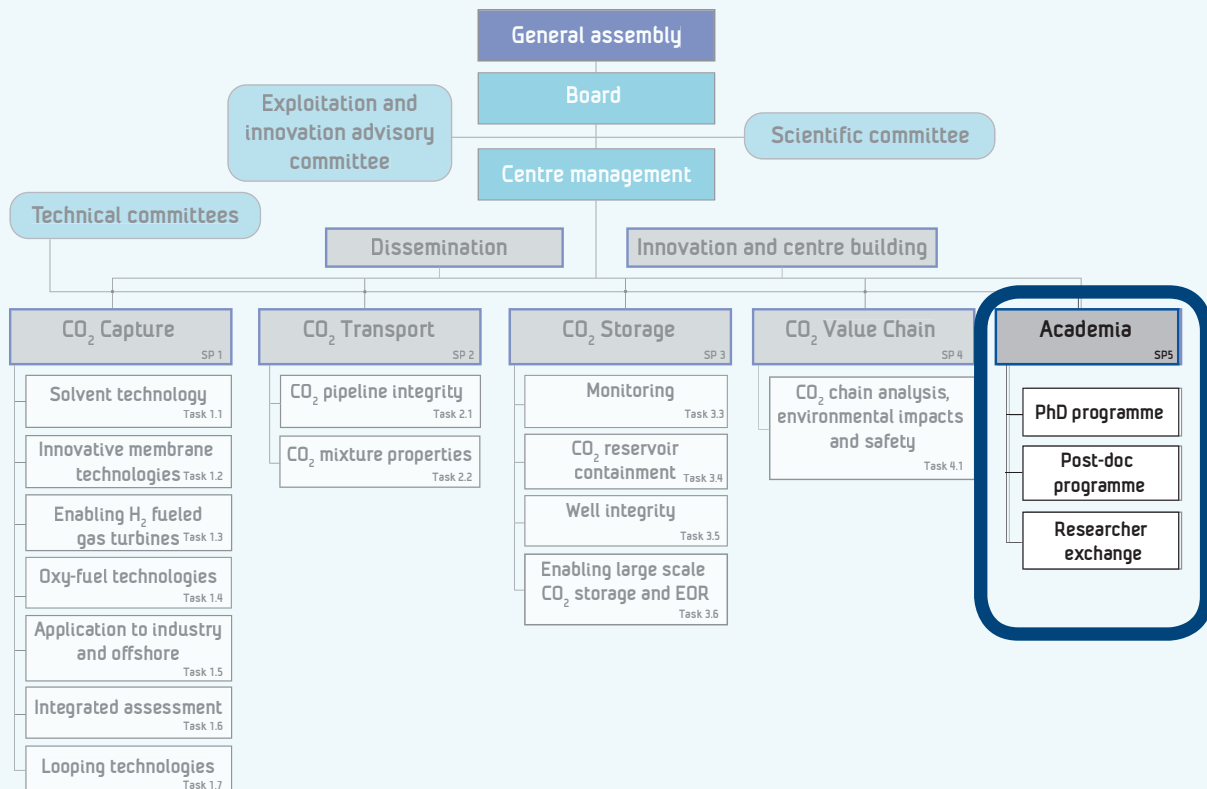 General assembly
Board
Exploitation and
innovation advisory
committee
Scientific committee
Centre management
Technical committees
Dissemination
Innovation and centre building
CO₂ Capture
SP 1
CO₂ Transport
SP 2
CO₂ Storage
SP 3
CO₂ Value Chain
SP 4
Academia
SP5
Solvent technology
Task 1.1
Innovative membrane
technologies Task 1.2
Enabling H₂ fueled
gas turbines Task 1.3
Oxy-fuel technologies
Task 1.4
Application to industry
and offshore
Task 1.5
Integrated assessment
Task 1.6
Looping technologies
Task 1.7
CO₂ pipeline integrity
Task 2.1
CO₂ mixture properties
Task 2.2
Monitoring
Task 3.3
CO₂ reservoir
containment Task 3.4
Well integrity
Task 3.5
Enabling large scale
CO₂ storage and EOR
Task 3.6
CO₂ chain analysis,
environmental impacts
and safety
Task 4.1
PhD programme
Post-doc
programme
Researcher
exchange